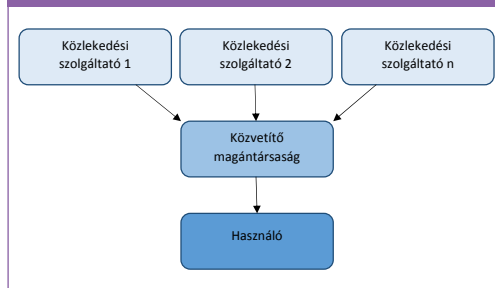 Közlekedési
szolgáltató 1
Közlekedési
szolgáltató 2
Közlekedési
szolgáltató n
Közvetítő
magántársaság
Használó